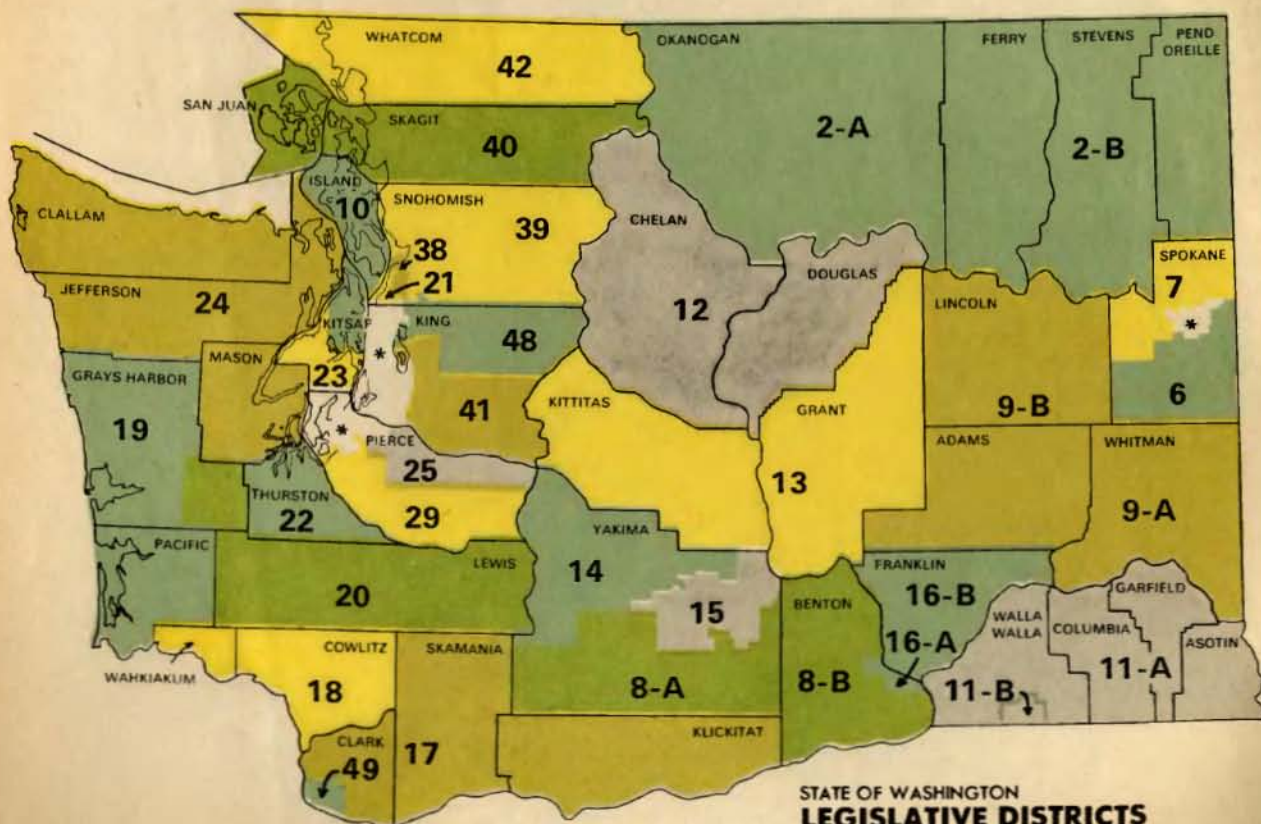 WHATCOM
42
OKANOGAN
FERRY
STEVENS
PEND
OREILLE
SAN JUAN
SKAGIT
40
2-A
2-B
ISLAND
10
SNOHOMISH
39
CLALLAM
38
21
CHELAN
DOUGLAS
SPOKANE
7
*
JEFFERSON
24
KITSAP
KING
*
48
12
LINCOLN
MASON
23
GRAYS HARBOR
19
41
KITTITAS
GRANT
9-B
6
*
PIERCE
25
13
ADAMS
WHITMAN
9-A
THURSTON
22
29
YAKIMA
PACIFIC
LEWIS
20
14
15
BENTON
FRANKLIN
16-B
GARFIELD
WALLA
WALLA
COLUMBIA
ASOTIN
16-A
WAHKIAKUM
COWLITZ
18
SKAMANIA
8-A
8-B
11-B
11-A
CLARK
49
17
KLICKITAT
STATE OF WASHINGTON
LEGISLATIVE DISTRICTS